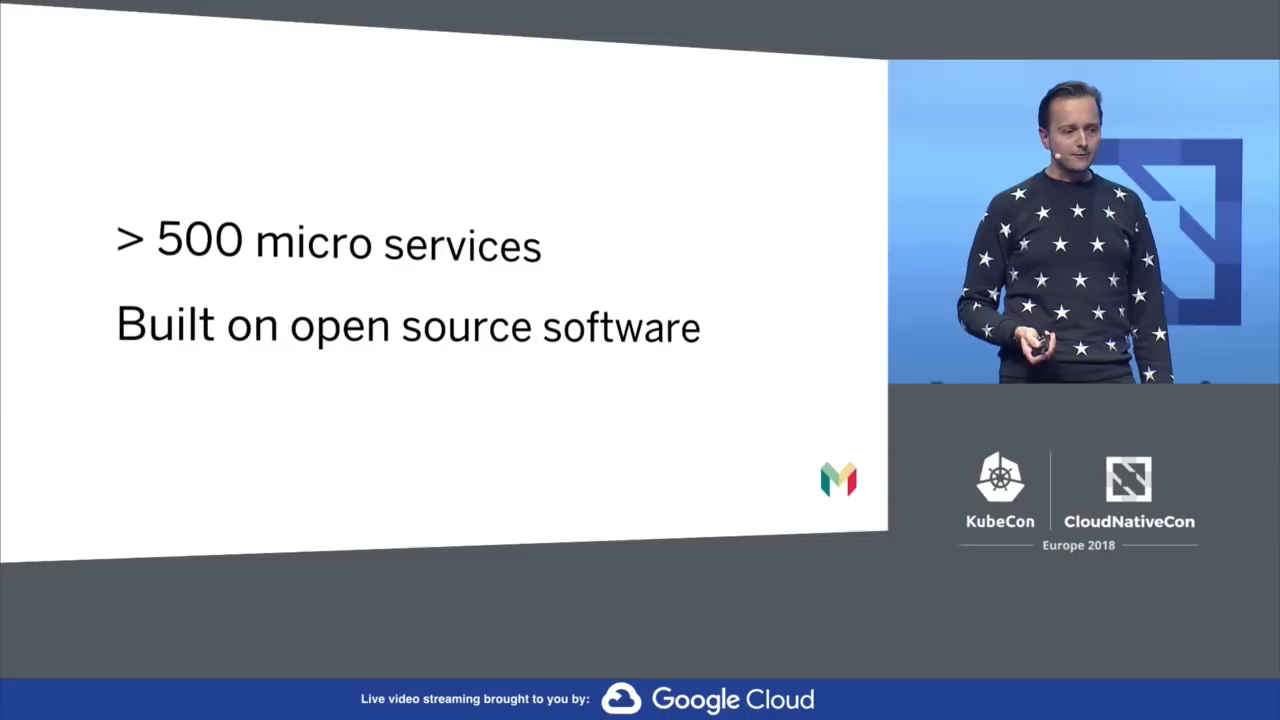 > 500 micro services
Built on open source software
KubeCon
CloudNativeCon
Europe 2018
Live video streaming brought to you by:
Google Cloud